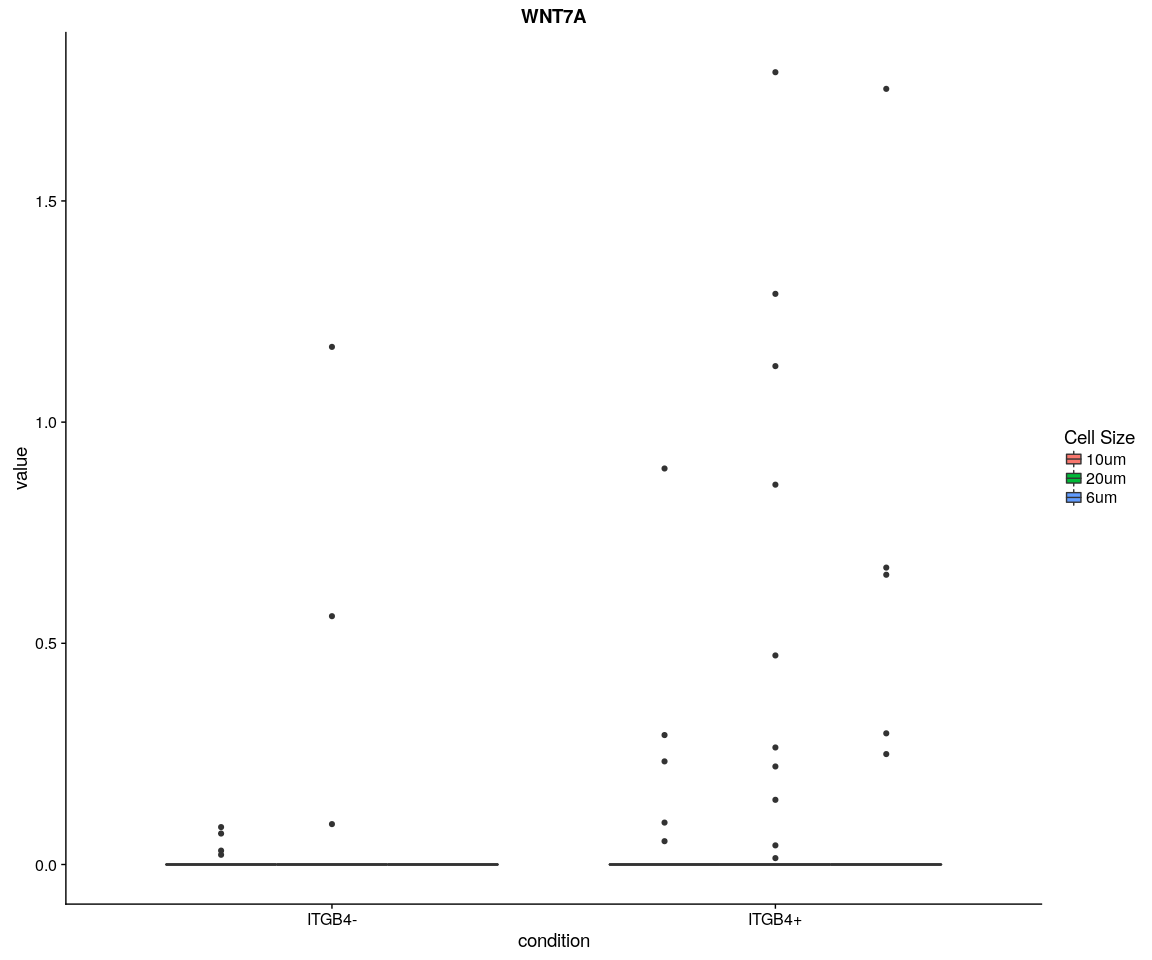 WNT7A
value
1.5
1.0
0.5
0.0
ITGB4-
ITGB4+
condition
Cell Size
10um
20um
6um